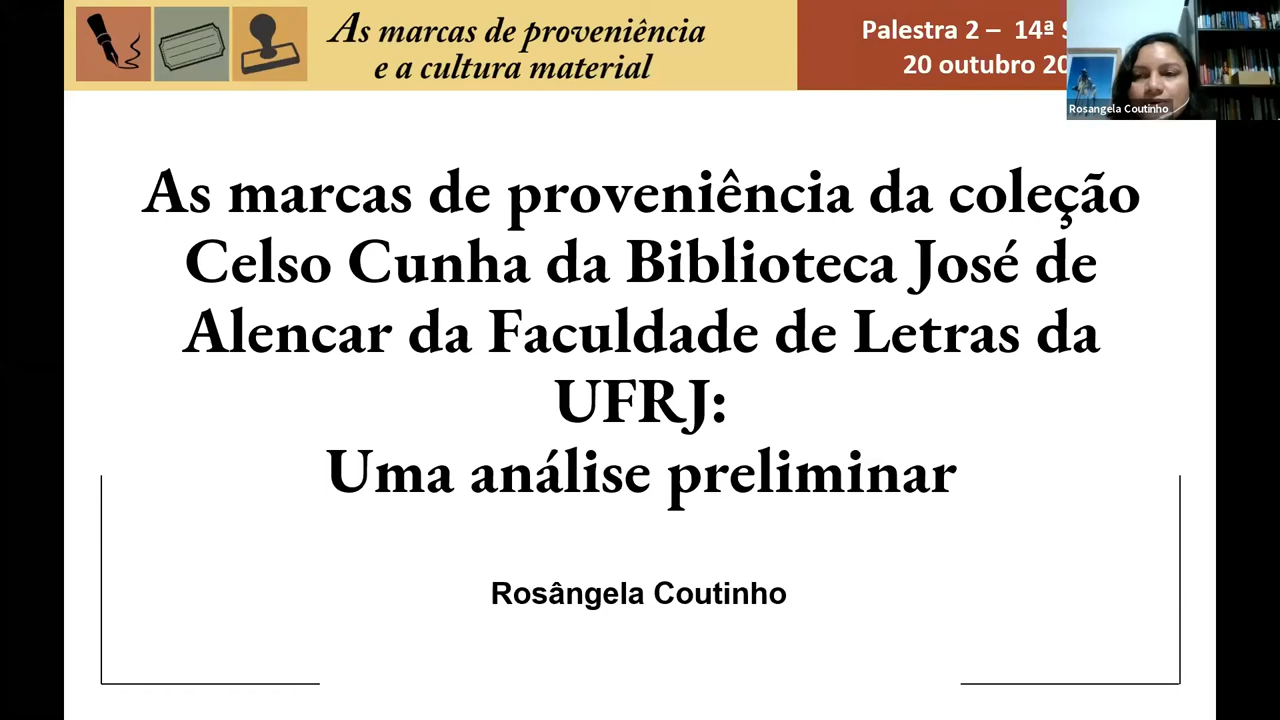 As marcas de proveniência
e a cultura material
Palestra 2 – 14ª
20 outubro 20
Rosangela Coutinho
As marcas de proveniência da coleção
Celso Cunha da Biblioteca José de
Alencar da Faculdade de Letras da
UFRJ:
Uma análise preliminar
Rosângela Coutinho